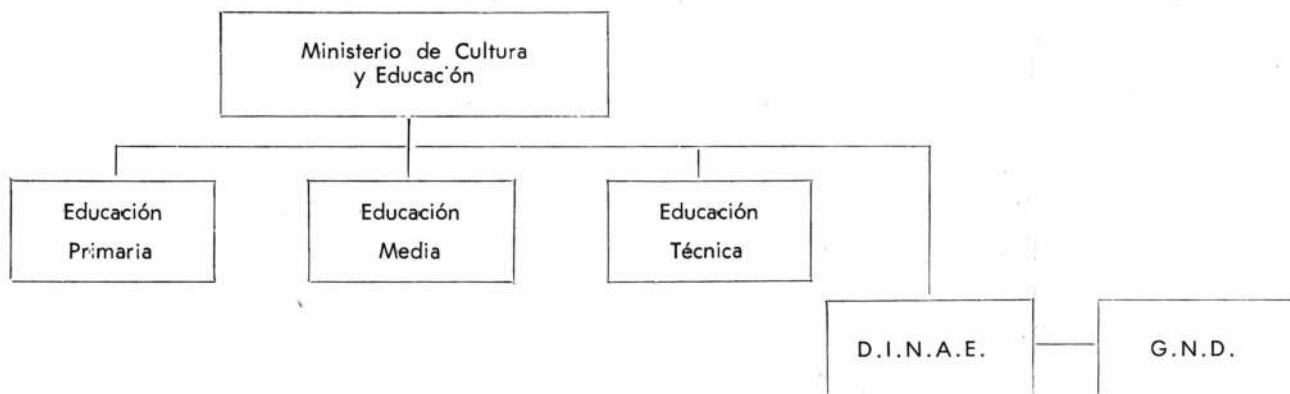 Ministerio de Cultura
y Educación
Educación
Primaria
Educación
Media
Educación
Técnica
D.I.N.A.E.
G.N.D.